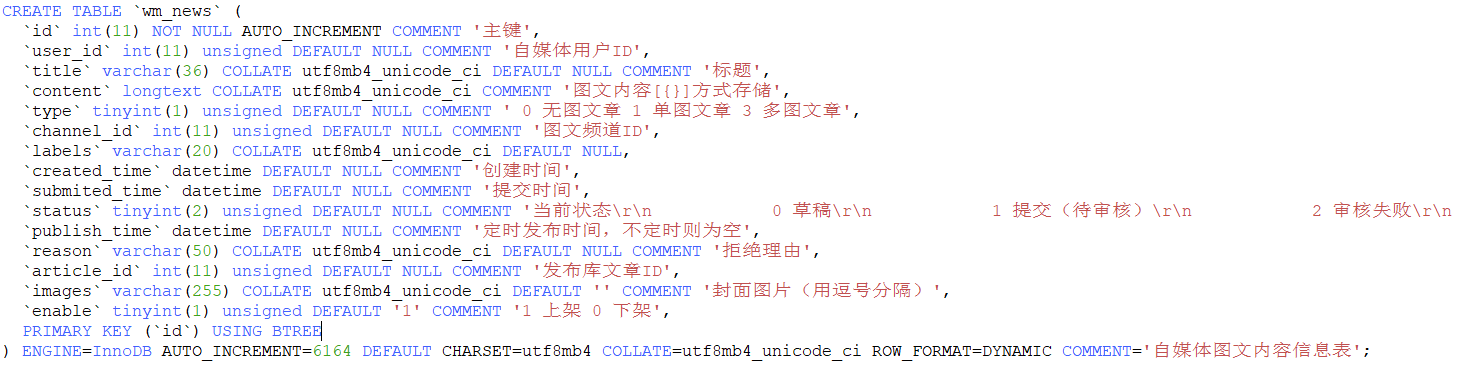 CREATE TABLE `wm_news` (
  `id` int(11) NOT NULL AUTO_INCREMENT COMMENT '主键',
  `user_id` int(11) unsigned DEFAULT NULL COMMENT '自媒体用户ID',
  `title` varchar(36) COLLATE utf8mb4_unicode_ci DEFAULT NULL COMMENT '标题',
  `content` longtext COLLATE utf8mb4_unicode_ci COMMENT '图文内容[{}]方式存储',
  `type` tinyint(1) unsigned DEFAULT NULL COMMENT ' 0 无图文章 1 单图文章 3 多图文章',
  `channel_id` int(11) unsigned DEFAULT NULL COMMENT '图文频道ID',
  `labels` varchar(20) COLLATE utf8mb4_unicode_ci DEFAULT NULL,
  `created_time` datetime DEFAULT NULL COMMENT '创建时间',
  `submited_time` datetime DEFAULT NULL COMMENT '提交时间',
  `status` tinyint(2) unsigned DEFAULT NULL COMMENT '当前状态\r\n            0 草稿\r\n            1 提交（待审核）\r\n            2 审核失败\r\n
  `publish_time` datetime DEFAULT NULL COMMENT '定时发布时间，不定时则为空',
  `reason` varchar(50) COLLATE utf8mb4_unicode_ci DEFAULT NULL COMMENT '拒绝理由',
  `article_id` int(11) unsigned DEFAULT NULL COMMENT '发布库文章ID',
  `images` varchar(255) COLLATE utf8mb4_unicode_ci DEFAULT '' COMMENT '封面图片（用逗号分隔）',
  `enable` tinyint(1) unsigned DEFAULT '1' COMMENT '1 上架 0 下架',
  PRIMARY KEY (`id`) USING BTREE
) ENGINE=InnoDB AUTO_INCREMENT=6164 DEFAULT CHARSET=utf8mb4 COLLATE=utf8mb4_unicode_ci ROW_FORMAT=DYNAMIC COMMENT='自媒体图文内容信息表';